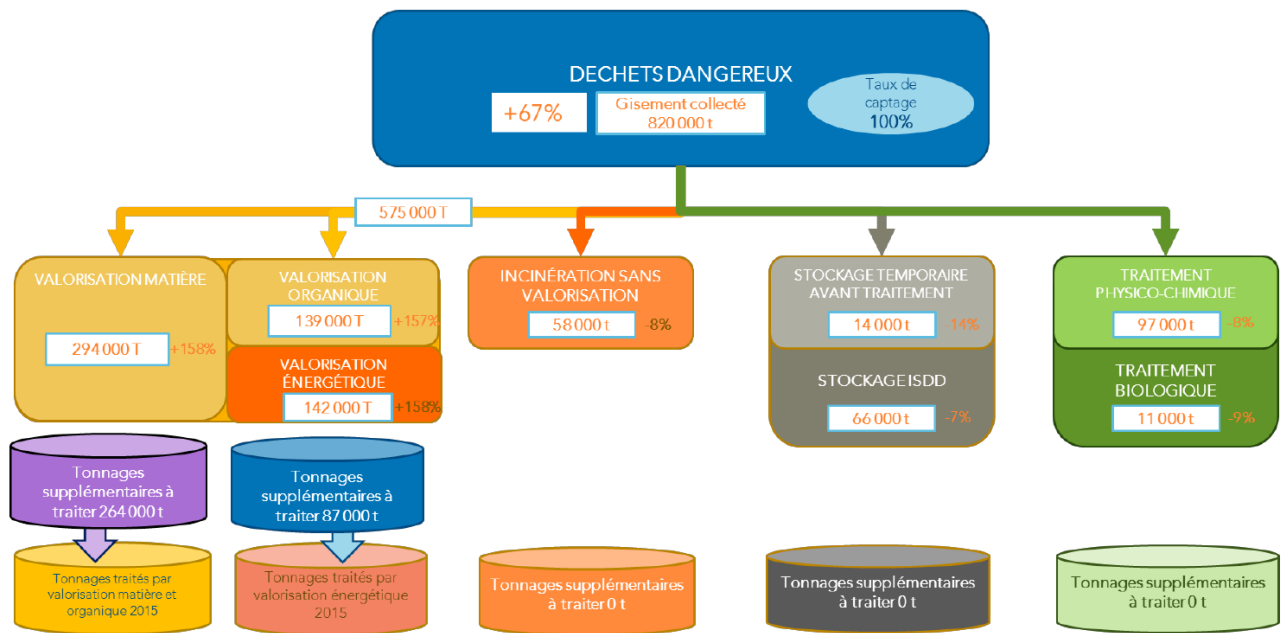 DECHETS DANGEREUX
+67%
Gisement collecté
820 000 t
Taux de
captage
100%
575 000 T
VALORISATION MATIÈRE
294 000 T
+158%
VALORISATION
ORGANIQUE
139 000 T
+157%
VALORISATION
ÉNERGÉTIQUE
142 000 T
+158%
INCINÉRATION SANS
VALORISATION
58 000 t
-8%
STOCKAGE TEMPORAIRE
AVANT TRAITEMENT
14 000 t
-14%
STOCKAGE ISDD
66 000 t
-7%
TRAITEMENT
PHYSICO-CHIMIQUE
97 000 t
-8%
TRAITEMENT
BIOLOGIQUE
11 000 t
-9%
Tonnages
supplémentaires à
traiter 264 000 t
Tonnages
supplémentaires à
traiter 87 000 t
Tonnages traités par
valorisation matière et
organique 2015
Tonnages traités par
valorisation énergétique
2015
Tonnages supplémentaires
à traiter 0 t
Tonnages supplémentaires
à traiter 0 t
Tonnages supplémentaires
à traiter 0 t